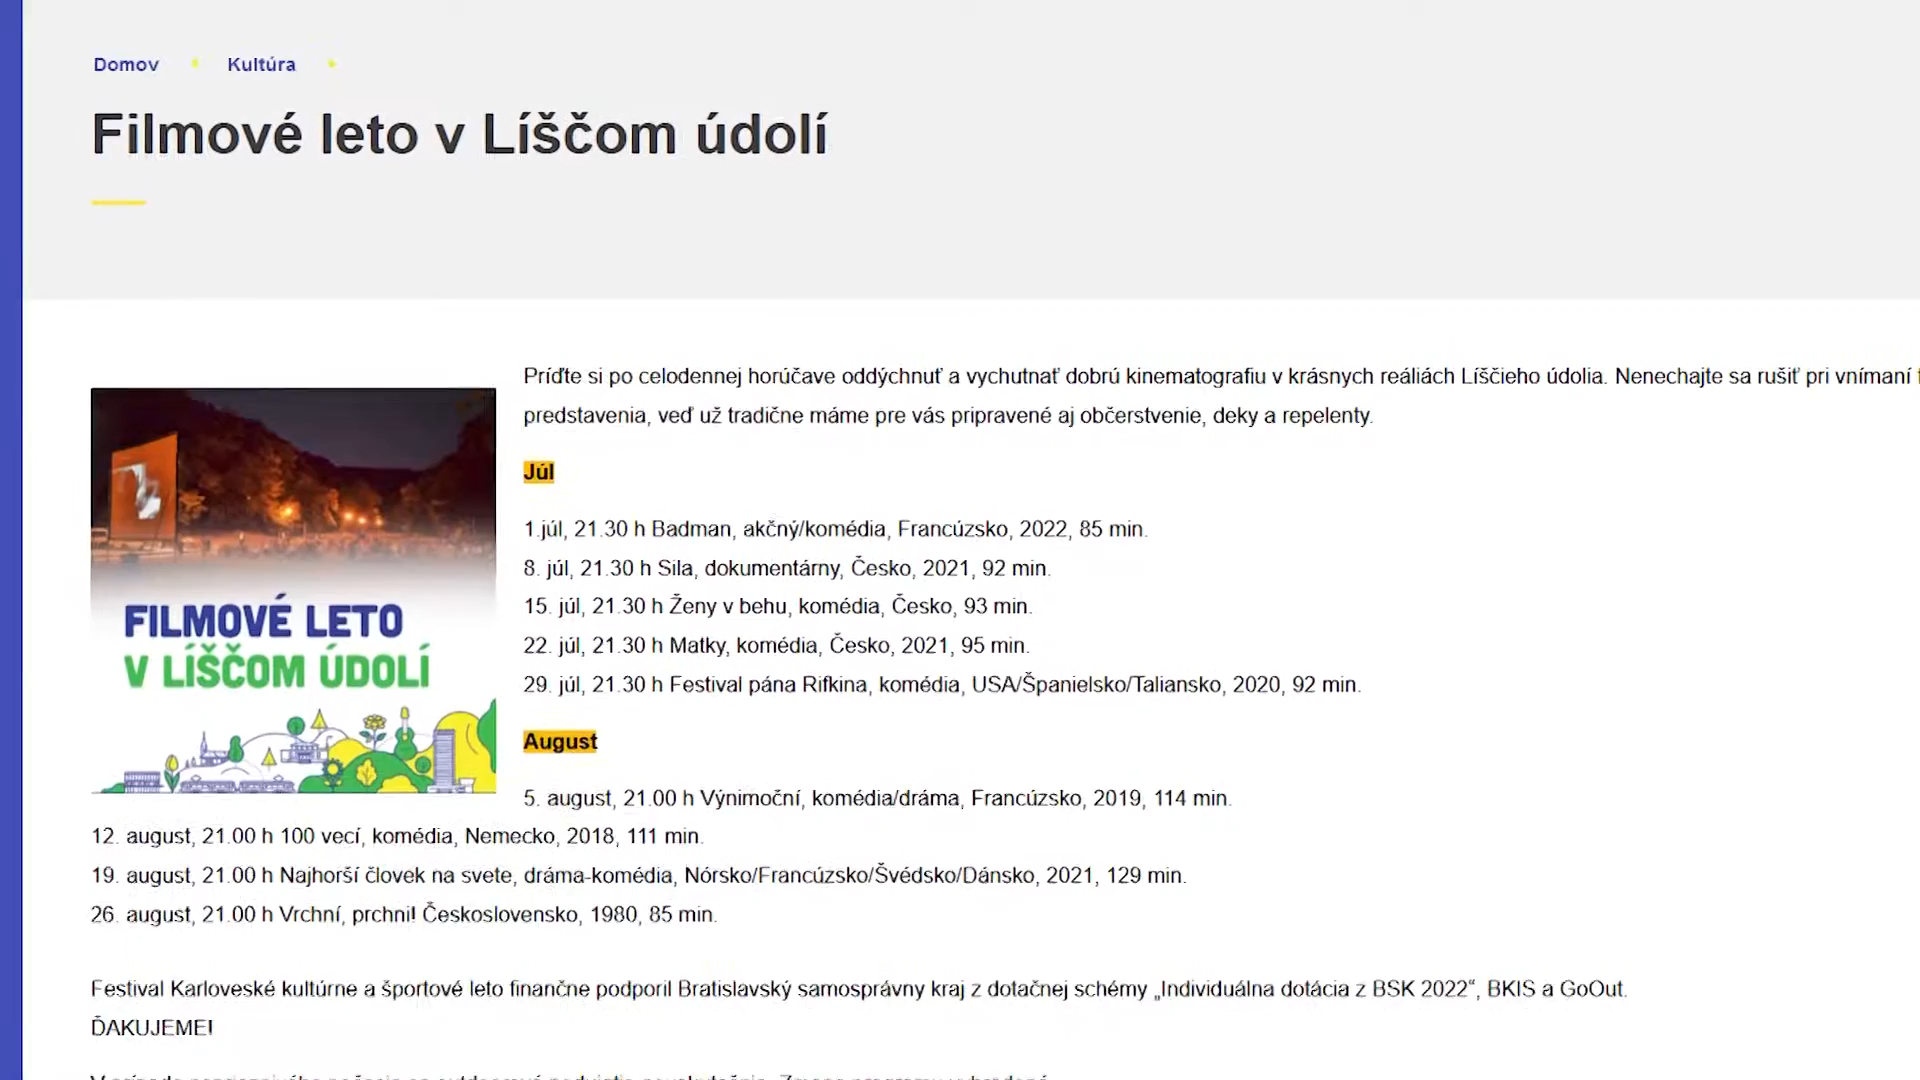 Domov
Kultúra
Filmové leto v Líščom údolí
Príďte si po celodennej horúčave oddýchnuť a vychutnať dobrú kinematografiu v krásnych reáliách Líščieho údolia. Nenechajte sa rušiť pri vnímaní
predstavenia, veď už tradične máme pre vás pripravené aj občerstvenie, deky a repelenty.
Júl
1.júl, 21.30 h Badman, akčný/komédia, Francúzsko, 2022, 85 min.
8. júl, 21.30 h Sila, dokumentárny, Česko, 2021, 92 min.
15. júl, 21.30 h Ženy v behu, komédia, Česko, 93 min.
22. júl, 21.30 h Matky, komédia, Česko, 2021, 95 min.
29. júl, 21.30 h Festival pána Rifkina, komédia, USA/Španielsko/Taliansko, 2020, 92 min.
FILMOVÉ LETO
V LÍŠČOM ÚDOLÍ
August
5. august, 21.00 h Výnimoční, komédia/dráma, Francúzsko, 2019, 114 min.
12. august, 21.00 h 100 vecí, komédia, Nemecko, 2018, 111 min.
19. august, 21.00 h Najhorší človek na svete, dráma-komédia, Nórsko/Francúzsko/Švédsko/Dánsko, 2021, 129 min.
26. august, 21.00 h Vrchní, prchni! Československo, 1980, 85 min.
Festival Karloveské kultúrne a športové leto finančne podporil Bratislavský samosprávny kraj z dotačnej schémy „Individuálna dotácia z BSK 2022“, BKIS a GoOut.
ĎAKUJEME!